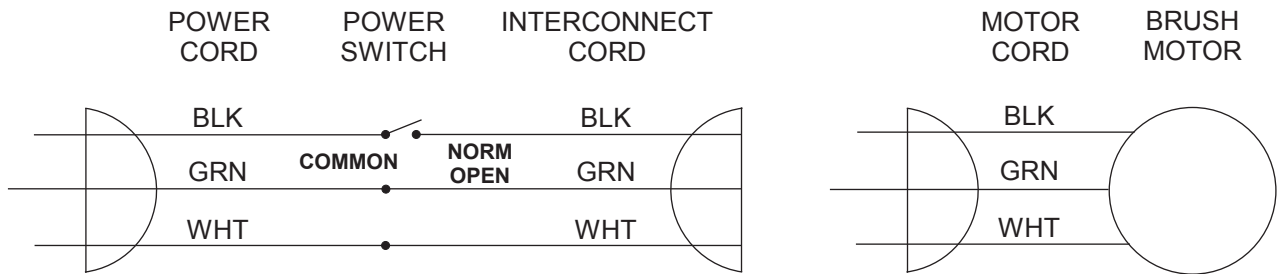 POWER CORD
POWER SWITCH
INTERCONNECT CORD
MOTOR CORD
BRUSH MOTOR
BLK
BLK
BLK
COMMON
NORM OPEN
GRN
GRN
GRN
WHT
WHT
WHT